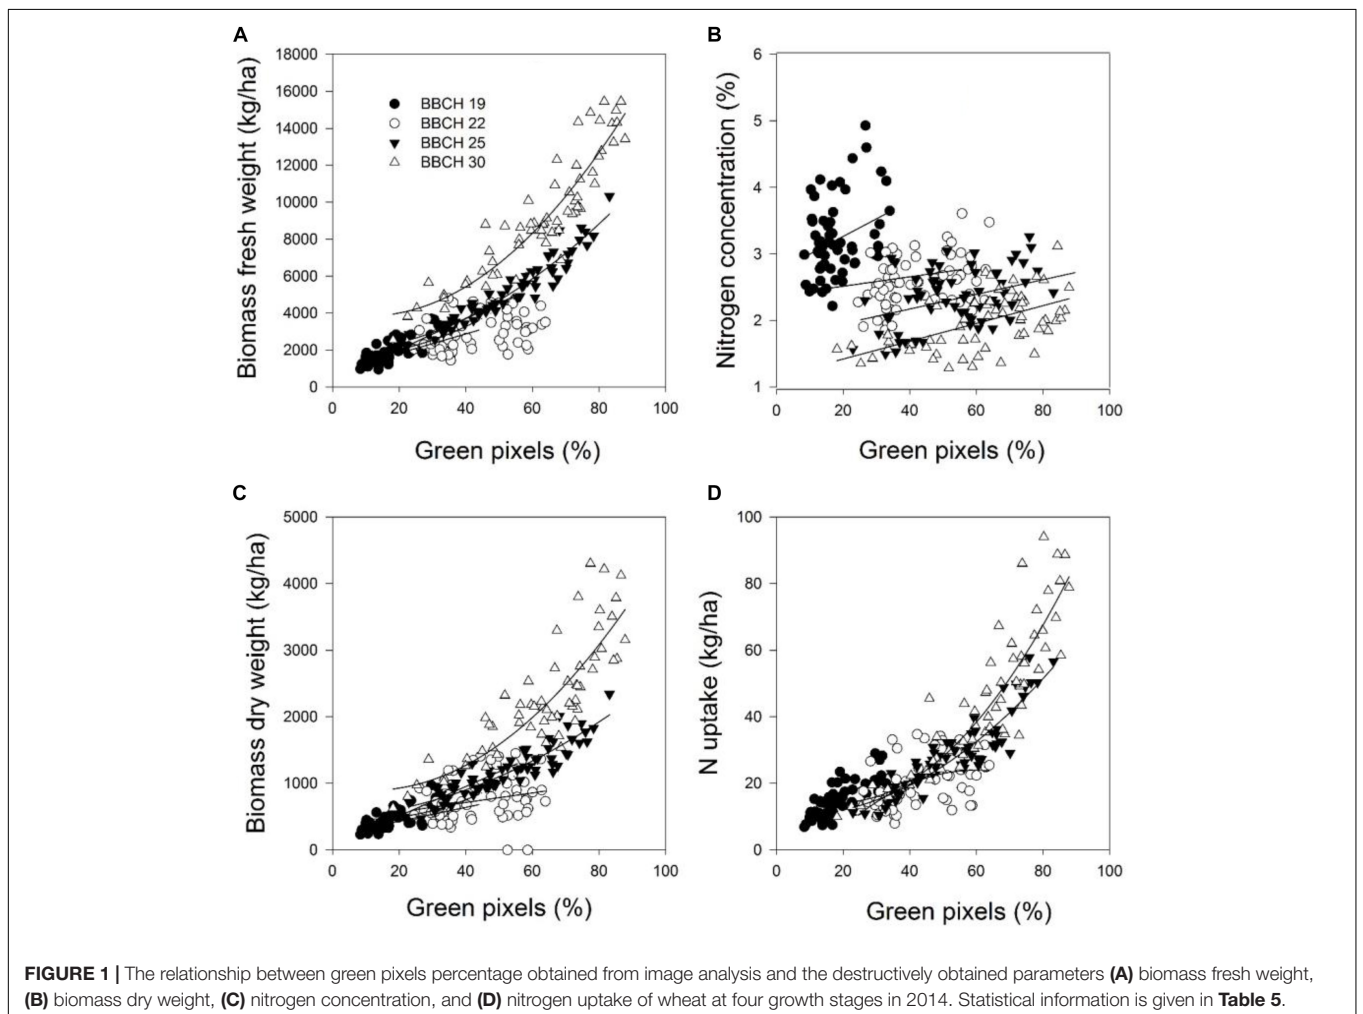 A
Biomass fresh weight (kg/ha)
18000
16000
14000
12000
10000
8000
6000
4000
2000
0
BBCH 19
BBCH 22
BBCH 25
BBCH 30
0 20 40 60 80 100
Green pixels (%)
B
Nitrogen concentration (%)
6
5
4
3
2
1
0 20 40 60 80 100
Green pixels (%)
C
Biomass dry weight (kg/ha)
5000
4000
3000
2000
1000
0
0 20 40 60 80 100
Green pixels (%)
D
N uptake (kg/ha)
100
80
60
40
20
0
0 20 40 60 80 100
Green pixels (%)
FIGURE 1 | The relationship between green pixels percentage obtained from image analysis and the destructively obtained parameters (A) biomass fresh weight,
(B) biomass dry weight, (C) nitrogen concentration, and (D) nitrogen uptake of wheat at four growth stages in 2014. Statistical information is given in Table 5.